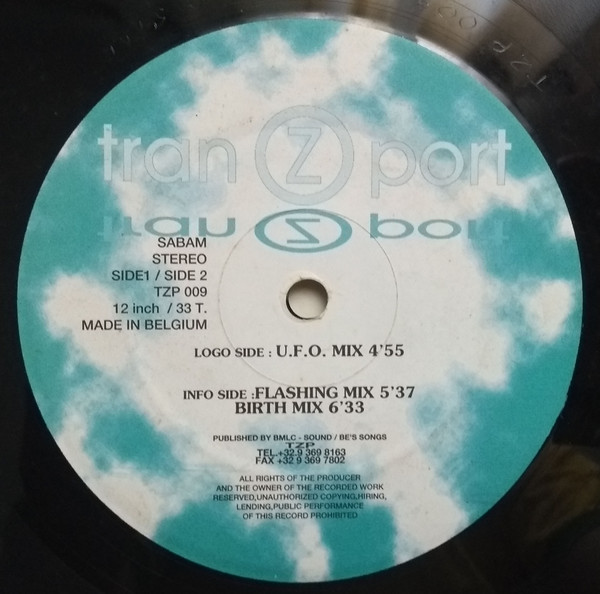 TZP 00
tran Z port
tran Z port
SABAM
STEREO
SIDE1 / SIDE 2
TZP 009
12 inch / 33 T.
MADE IN BELGIUM
LOGO SIDE : U.F.O. MIX 4'55
INFO SIDE :FLASHING MIX 5'37
BIRTH MIX 6'33
PUBLISHED BY BMLC - SOUND / BE'S SONGS
TZP
TEL.+32.9 369 8163
FAX +32 9 369 7802
ALL RIGHTS OF THE PRODUCER
AND THE OWNER OF THE RECORDED WORK
RESERVED,UNAUTHORIZED COPYING,HIRING,
LENDING,PUBLIC PERFORMANCE
OF THIS RECORD PROHIBITED